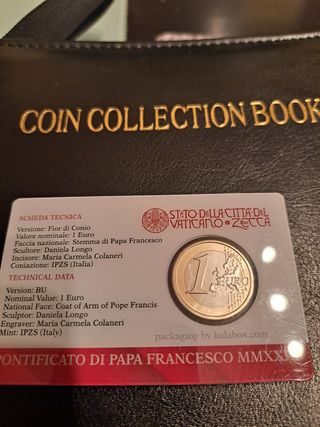 COIN COLLECTION BOOK
SCHEDA TECNICA
Versione: Fior di Conio
Valore nominale: 1 Euro
Faccia nazionale: Stemma di Papa Francesco
Scultore: Daniela Longo
Incisore: Maria Carmela Colaneri
Coniazione: IPZS (Italia)
TECHNICAL DATA
Version: BU
Nominal Value: 1 Euro
National Face: Coat of Arm of Pope Francis
Sculptor: Daniela Longo
Engraver: Maria Carmela Colaneri
Mint: IPZS (Italy)
STATO DELLA CITTÀ DEL
VATICANO · ZECCA
1 EURO
packaging by ladabox.com
PONTIFICATO DI PAPA FRANCESCO